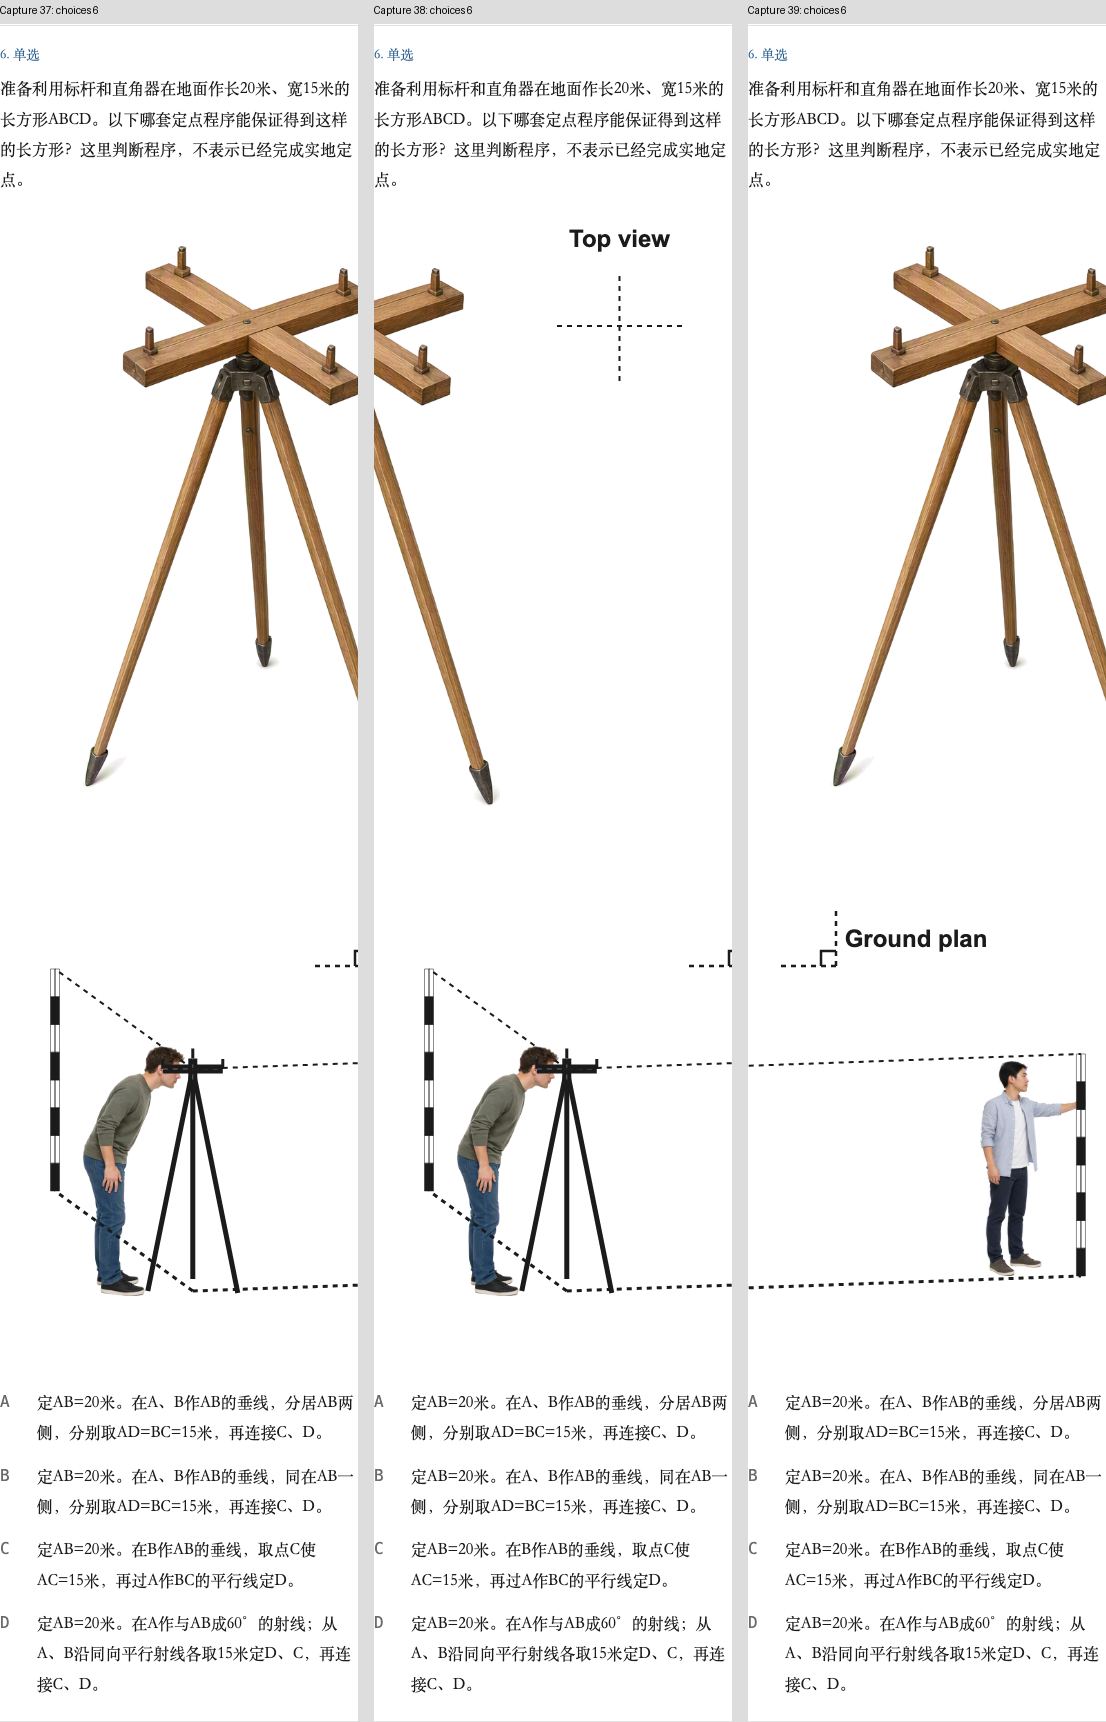 Capture 37: choices 6
6. 单选
准备利用标杆和直角器在地面作长20米、宽15米的
长方形ABCD。以下哪套定点程序能保证得到这样
的长方形？这里判断程序，不表示已经完成实地定
点。
A 定AB=20米。在A、B作AB的垂线，分居AB两
侧，分别取AD=BC=15米，再连接C、D。
B 定AB=20米。在A、B作AB的垂线，同在AB一
侧，分别取AD=BC=15米，再连接C、D。
C 定AB=20米。在B作AB的垂线，取点C使
AC=15米，再过A作BC的平行线定D。
D 定AB=20米。在A作与AB成60°的射线；从
A、B沿同向平行射线各取15米定D、C，再连
接C、D。
Capture 38: choices 6
6. 单选
准备利用标杆和直角器在地面作长20米、宽15米的
长方形ABCD。以下哪套定点程序能保证得到这样
的长方形？这里判断程序，不表示已经完成实地定
点。
Top view
A 定AB=20米。在A、B作AB的垂线，分居AB两
侧，分别取AD=BC=15米，再连接C、D。
B 定AB=20米。在A、B作AB的垂线，同在AB一
侧，分别取AD=BC=15米，再连接C、D。
C 定AB=20米。在B作AB的垂线，取点C使
AC=15米，再过A作BC的平行线定D。
D 定AB=20米。在A作与AB成60°的射线；从
A、B沿同向平行射线各取15米定D、C，再连
接C、D。
Capture 39: choices 6
6. 单选
准备利用标杆和直角器在地面作长20米、宽15米的
长方形ABCD。以下哪套定点程序能保证得到这样
的长方形？这里判断程序，不表示已经完成实地定
点。
Ground plan
A 定AB=20米。在A、B作AB的垂线，分居AB两
侧，分别取AD=BC=15米，再连接C、D。
B 定AB=20米。在A、B作AB的垂线，同在AB一
侧，分别取AD=BC=15米，再连接C、D。
C 定AB=20米。在B作AB的垂线，取点C使
AC=15米，再过A作BC的平行线定D。
D 定AB=20米。在A作与AB成60°的射线；从
A、B沿同向平行射线各取15米定D、C，再连
接C、D。